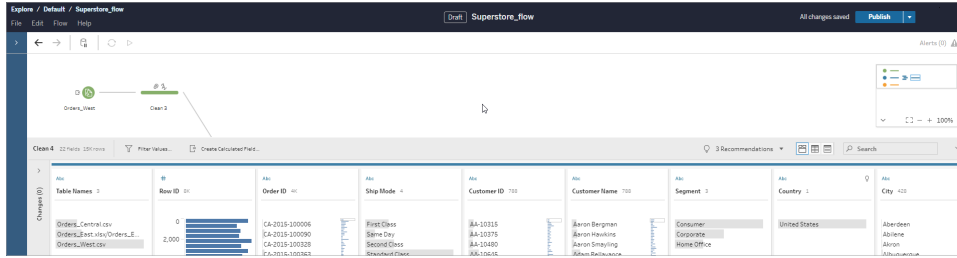 Explore / Default / Superstore_flow
Draft Superstore_flow
All changes saved Publish
File Edit Flow Help
Alerts (0)
Orders_West Clean 3
100%
Clean 4 22 fields Filter Values... Create Calculated Field... 3 Recommendations Search
Changes (0)
Abc # Abc Abc Abc Abc Abc Abc Abc
Table Names 3 Row ID Order ID 4K Ship Mode 4 Customer ID 788 Customer Name 788 Segment 3 Country 1 City 428
Orders_Central.csv 0 CA-2015-100006 First Class AA-10315 Aaron Bergman Consumer United States Aberdeen
Orders_East.xlsx/Orders_E... CA-2015-100090 Same Day AA-10375 Aaron Hawkins Corporate Abilene
Orders_West.csv 2,000 CA-2015-100328 Second Class AA-10480 Aaron Smayling Home Office Akron
CA-2015-100363 Standard Class AA-10645 Adam Bellavance Albuquerque